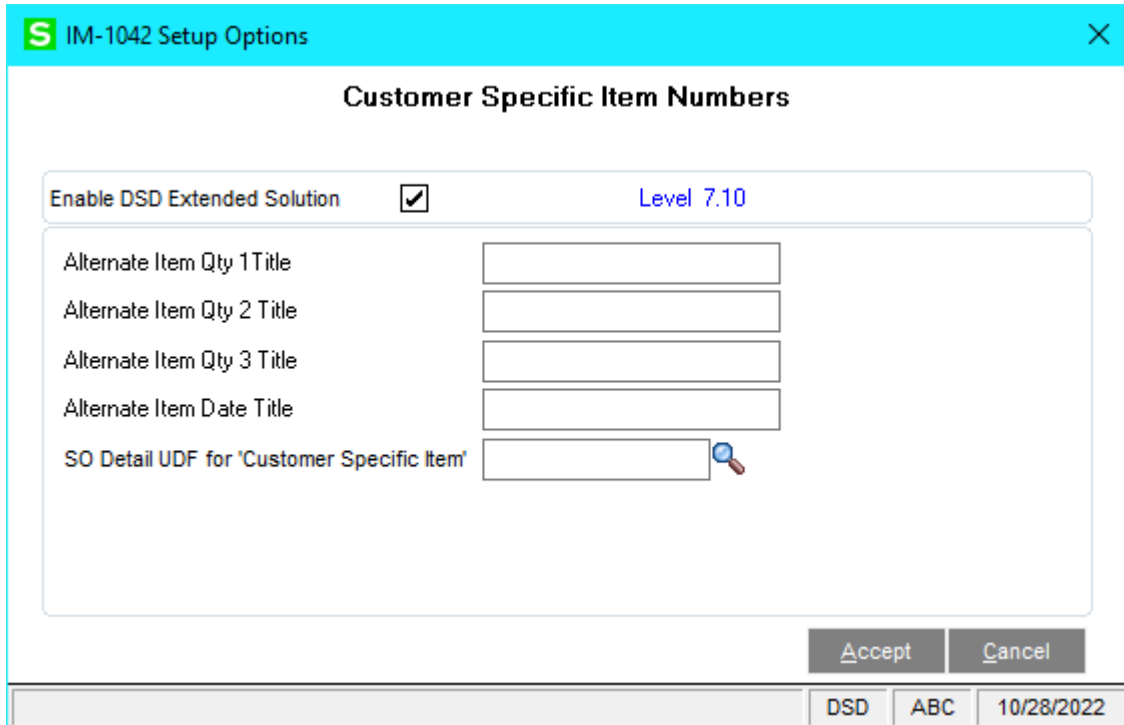 S IM-1042 Setup Options
Customer Specific Item Numbers
Enable DSD Extended Solution Level 7.10
Alternate Item Qty 1Title
Alternate Item Qty 2 Title
Alternate Item Qty 3 Title
Alternate Item Date Title
SO Detail UDF for 'Customer Specific Item'
Accept Cancel
DSD ABC 10/28/2022